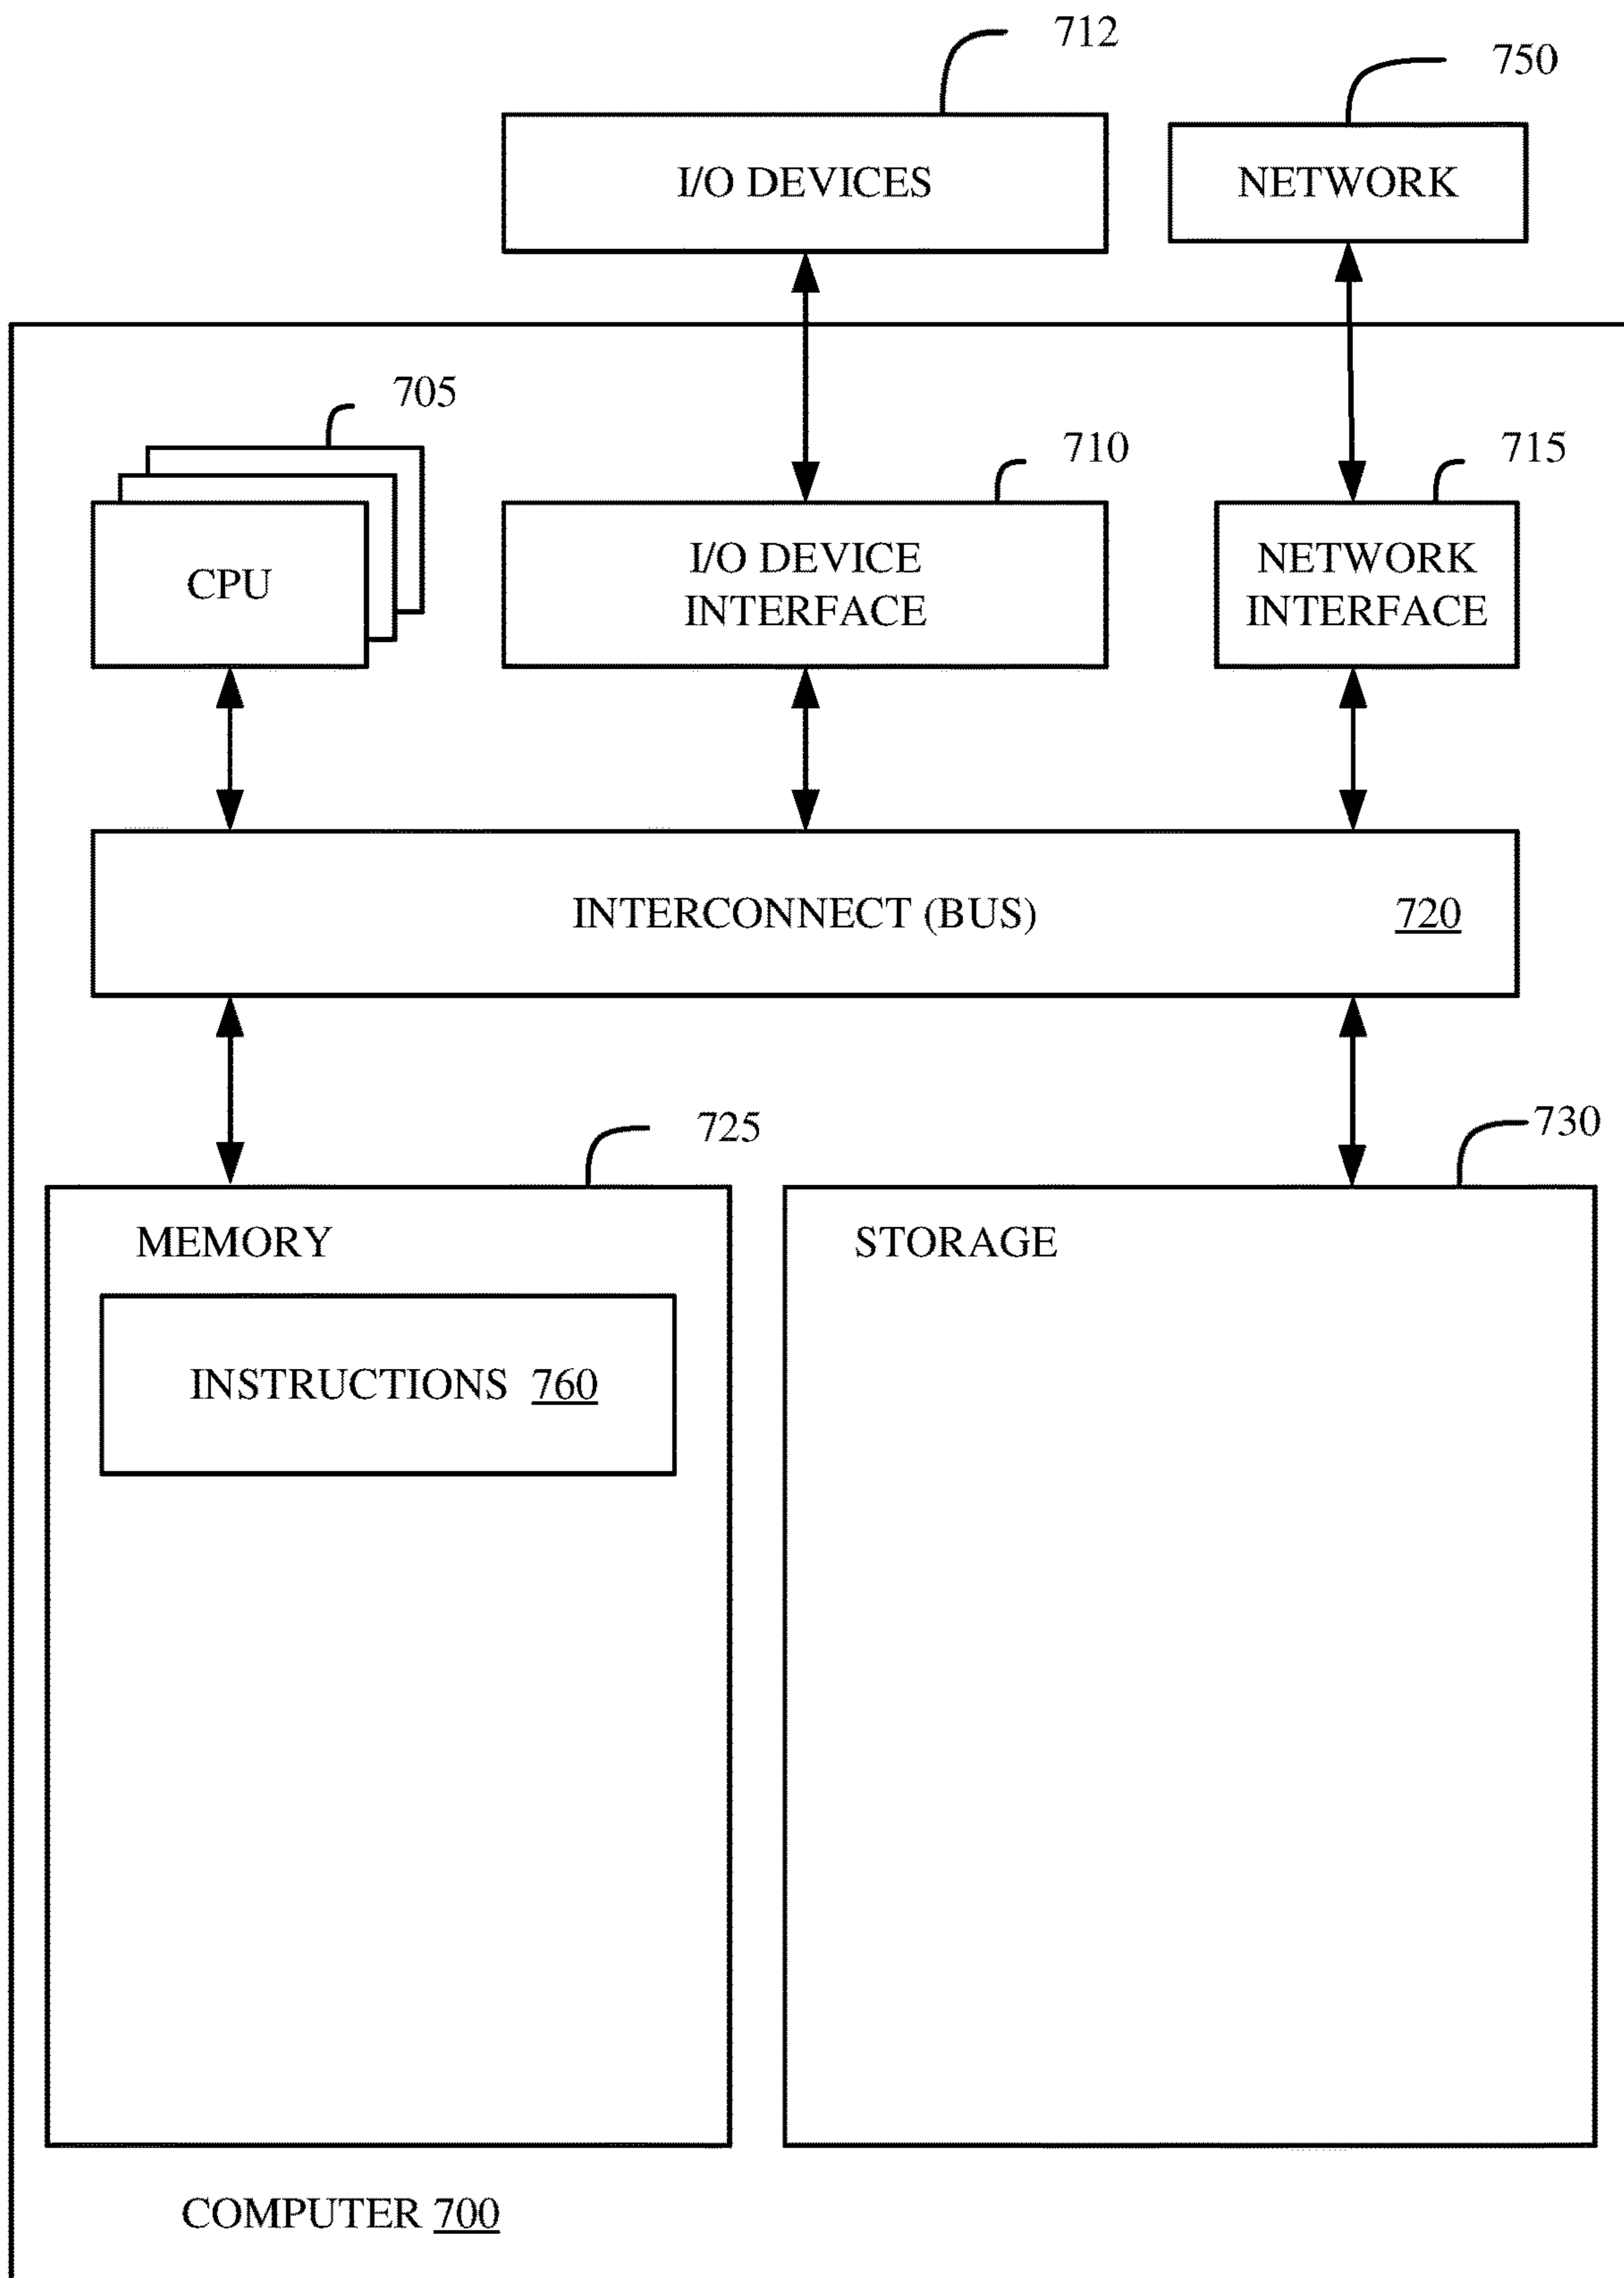 712
750
I/O DEVICES
NETWORK
705
710
715
CPU
I/O DEVICE
INTERFACE
NETWORK
INTERFACE
INTERCONNECT (BUS)
720
725
730
MEMORY
STORAGE
INSTRUCTIONS 760
COMPUTER 700